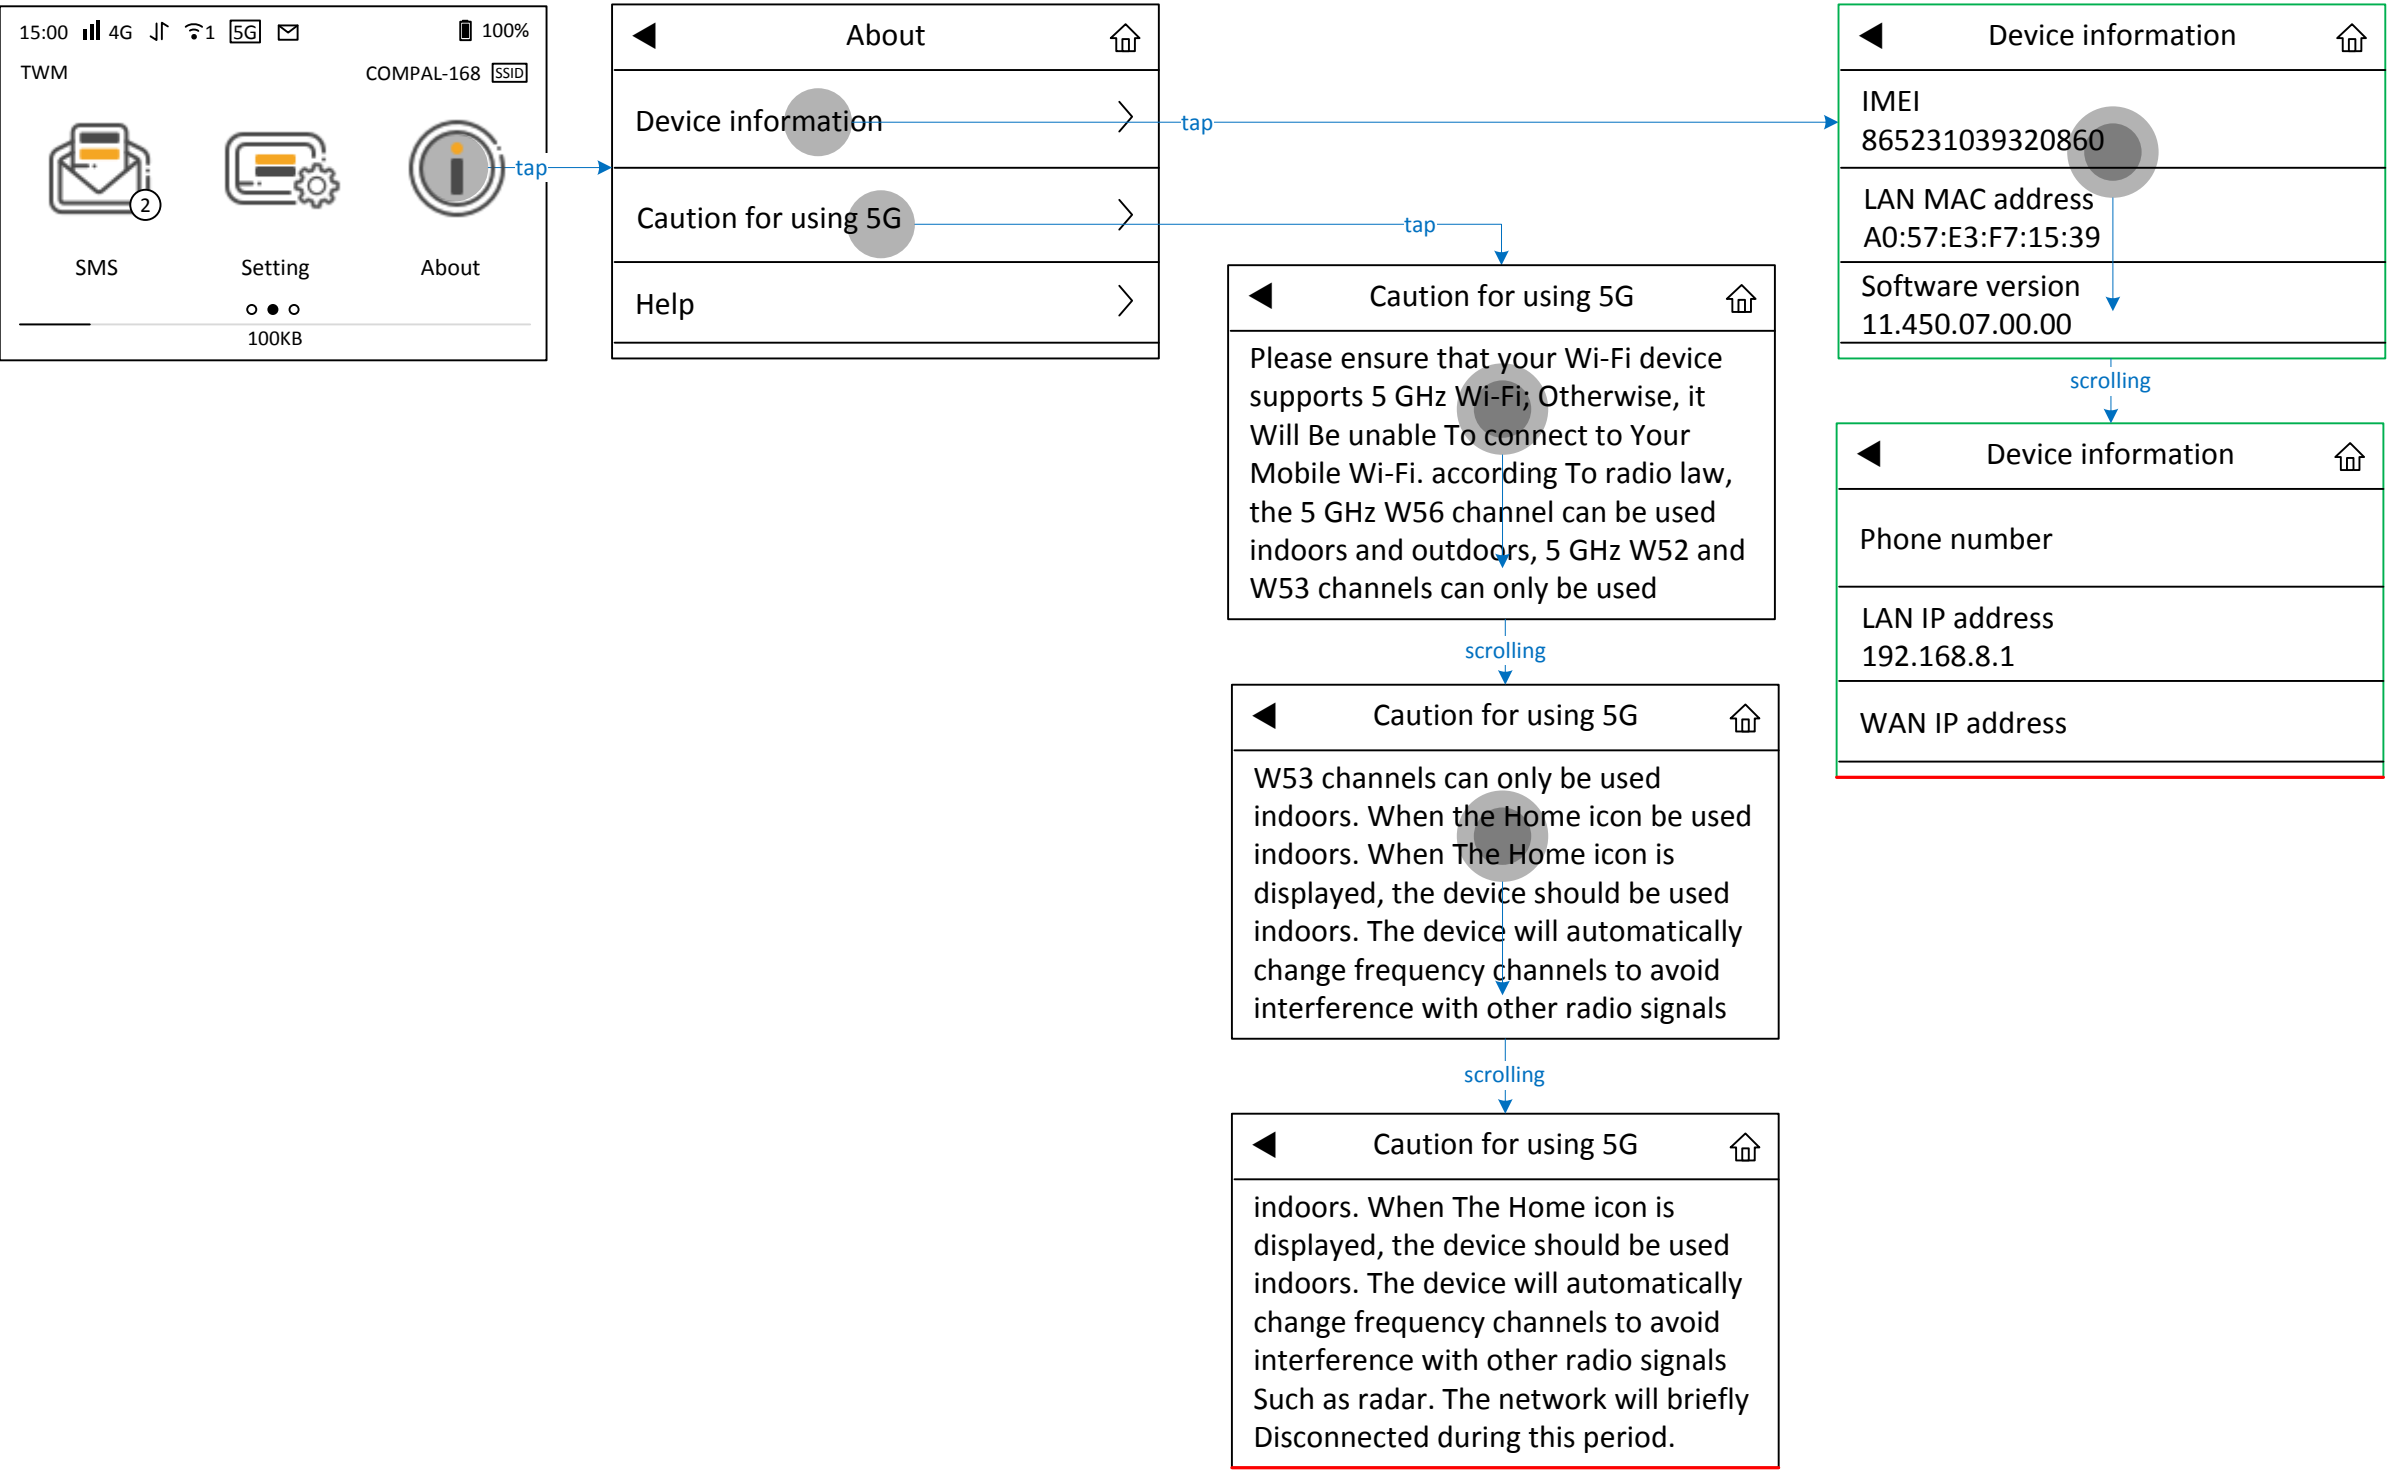 15:00 4G 1 5G 100%
TWM COMPAL-168 SSID
2
SMS Setting About
100KB
tap
About
Device information
Caution for using 5G
Help
tap
tap
Caution for using 5G
Please ensure that your Wi-Fi device
supports 5 GHz Wi-Fi; Otherwise, it
Will Be unable To connect to Your
Mobile Wi-Fi. according To radio law,
the 5 GHz W56 channel can be used
indoors and outdoors, 5 GHz W52 and
W53 channels can only be used
scrolling
Caution for using 5G
W53 channels can only be used
indoors. When the Home icon be used
indoors. When The Home icon is
displayed, the device should be used
indoors. The device will automatically
change frequency channels to avoid
interference with other radio signals
scrolling
Caution for using 5G
indoors. When The Home icon is
displayed, the device should be used
indoors. The device will automatically
change frequency channels to avoid
interference with other radio signals
Such as radar. The network will briefly
Disconnected during this period.
Device information
IMEI
865231039320860
LAN MAC address
A0:57:E3:F7:15:39
Software version
11.450.07.00.00
scrolling
Device information
Phone number
LAN IP address
192.168.8.1
WAN IP address